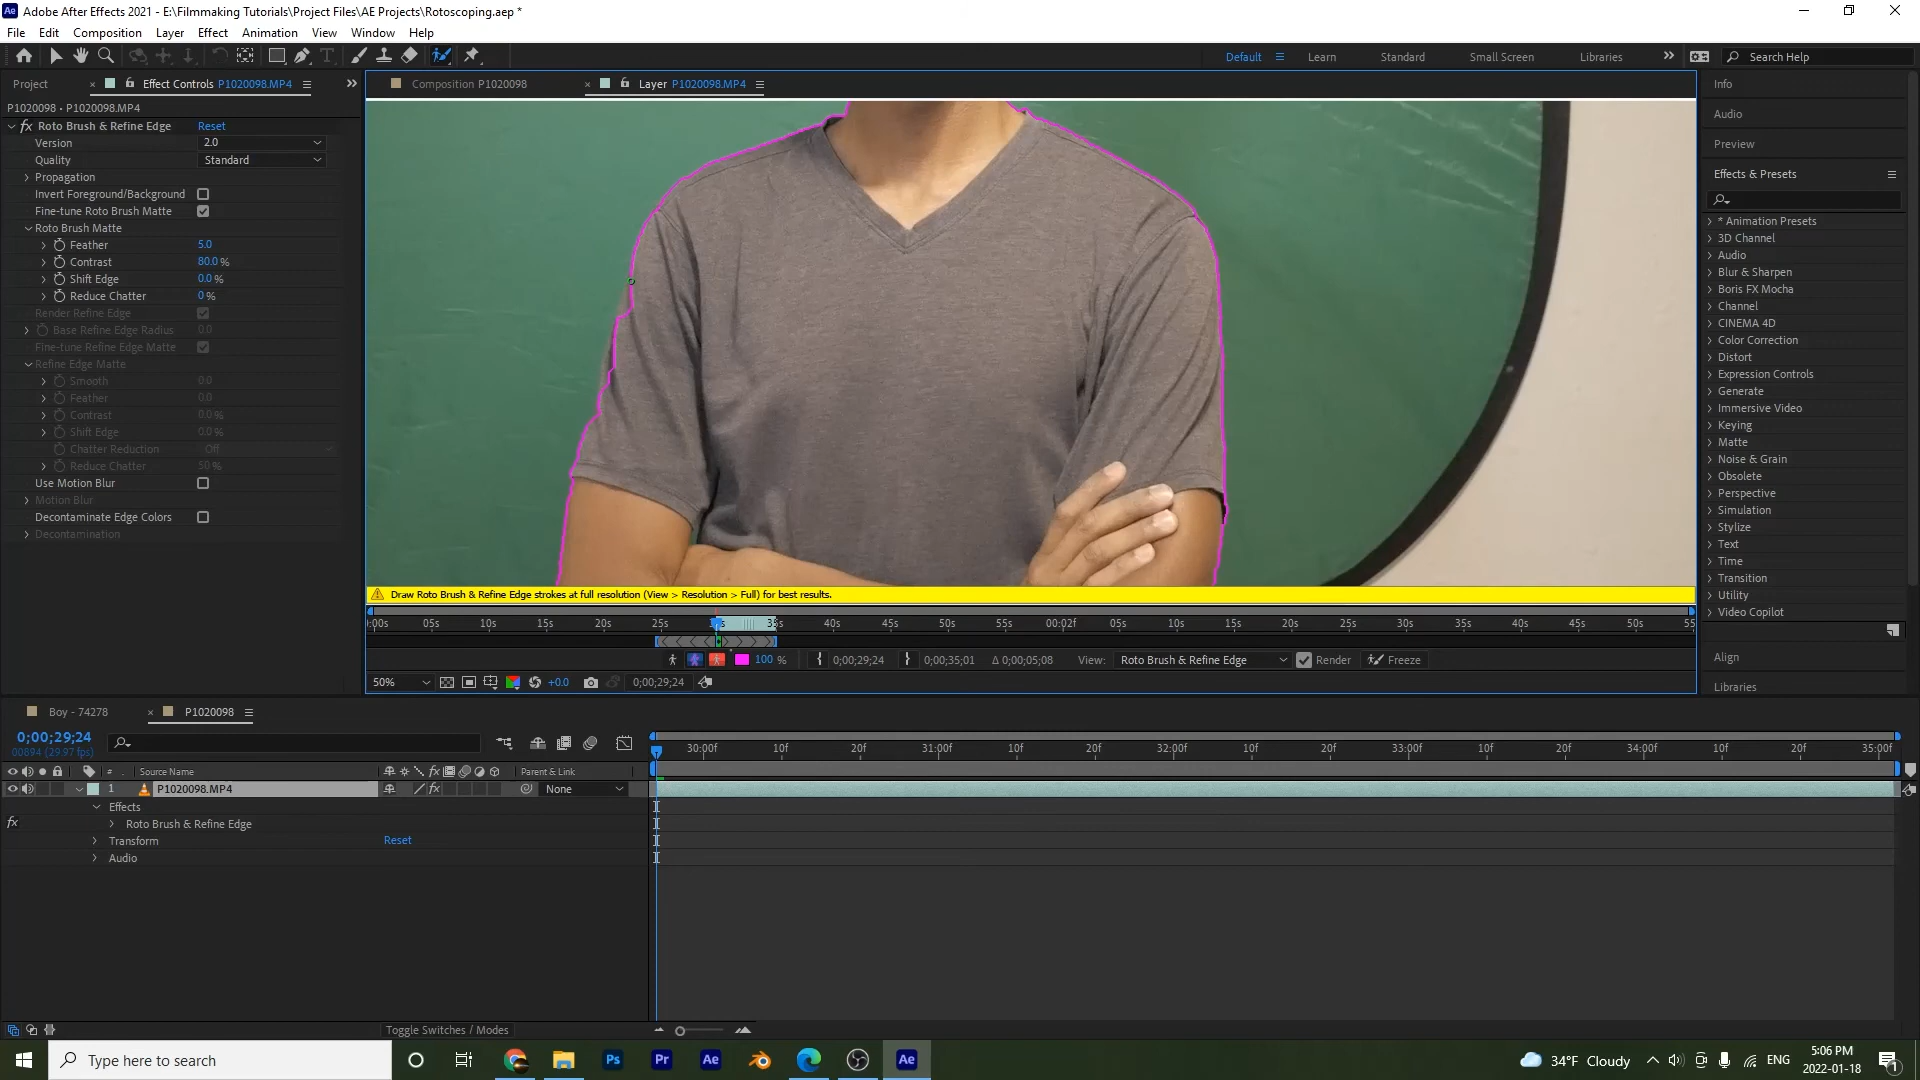 Adobe After Effects 2021 - E:\Filmmaking Tutorials\Project Files\AE Projects\Rotoscoping.aep *
File Edit Composition Layer Effect Animation View Window Help
Default Learn Standard Small Screen Libraries Search Help
Project Effect Controls P1020098.MP4
Composition P1020098
Layer P1020098.MP4
P1020098 • P1020098.MP4
fx Roto Brush & Refine Edge Reset
Version 2.0
Quality Standard
Propagation
Invert Foreground/Background
Fine-tune Roto Brush Matte
Roto Brush Matte
Feather 5.0
Contrast 80.0 %
Shift Edge 0.0 %
Reduce Chatter 0 %
Render Refine Edge
Base Refine Edge Radius 0.0
Fine-tune Refine Edge Matte
Refine Edge Matte
Smooth 0.0
Feather 0.0
Contrast 0.0 %
Shift Edge 0.0 %
Chatter Reduction Off
Reduce Chatter 50 %
Use Motion Blur
Motion Blur
Decontaminate Edge Colors
Decontamination
Draw Roto Brush & Refine Edge strokes at full resolution (View > Resolution > Full) for best results.
0:00s 05s 10s 15s 20s 25s 35s 40s 45s 50s 55s 00:02f 05s 10s 15s 20s 25s 30s 35s 40s 45s 50s 55
100 % 0;00;29;24 0;00;35;01 Δ 0;00;05;08 View: Roto Brush & Refine Edge Render Freeze
50% +0.0 0;00;29;24
Info
Audio
Preview
Effects & Presets
* Animation Presets
3D Channel
Audio
Blur & Sharpen
Boris FX Mocha
Channel
CINEMA 4D
Color Correction
Distort
Expression Controls
Generate
Immersive Video
Keying
Matte
Noise & Grain
Obsolete
Perspective
Simulation
Stylize
Text
Time
Transition
Utility
Video Copilot
Align
Libraries
Boy - 74278 P1020098
0;00;29;24
00894 (29.97 fps)
30:00f 10f 20f 31:00f 10f 20f 32:00f 10f 20f 33:00f 10f 20f 34:00f 10f 20f 35:00f
# . Source Name fx Parent & Link
1 P1020098.MP4 fx None
Effects
fx Roto Brush & Refine Edge
Transform Reset
Audio
Toggle Switches / Modes
Type here to search Ps Pr Ae Ae 34°F Cloudy ENG 5:06 PM
2022-01-18 1